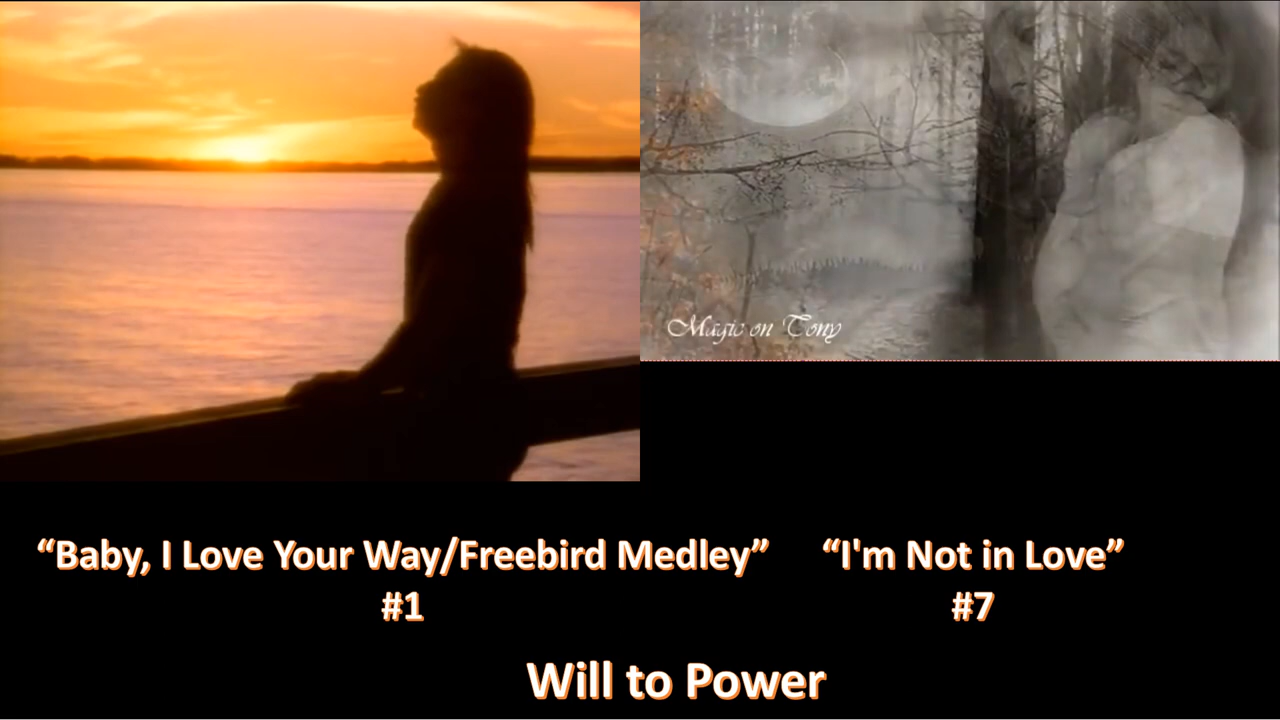 Magic on Tony
“Baby, I Love Your Way/Freebird Medley”
#1
“I'm Not in Love”
#7
Will to Power